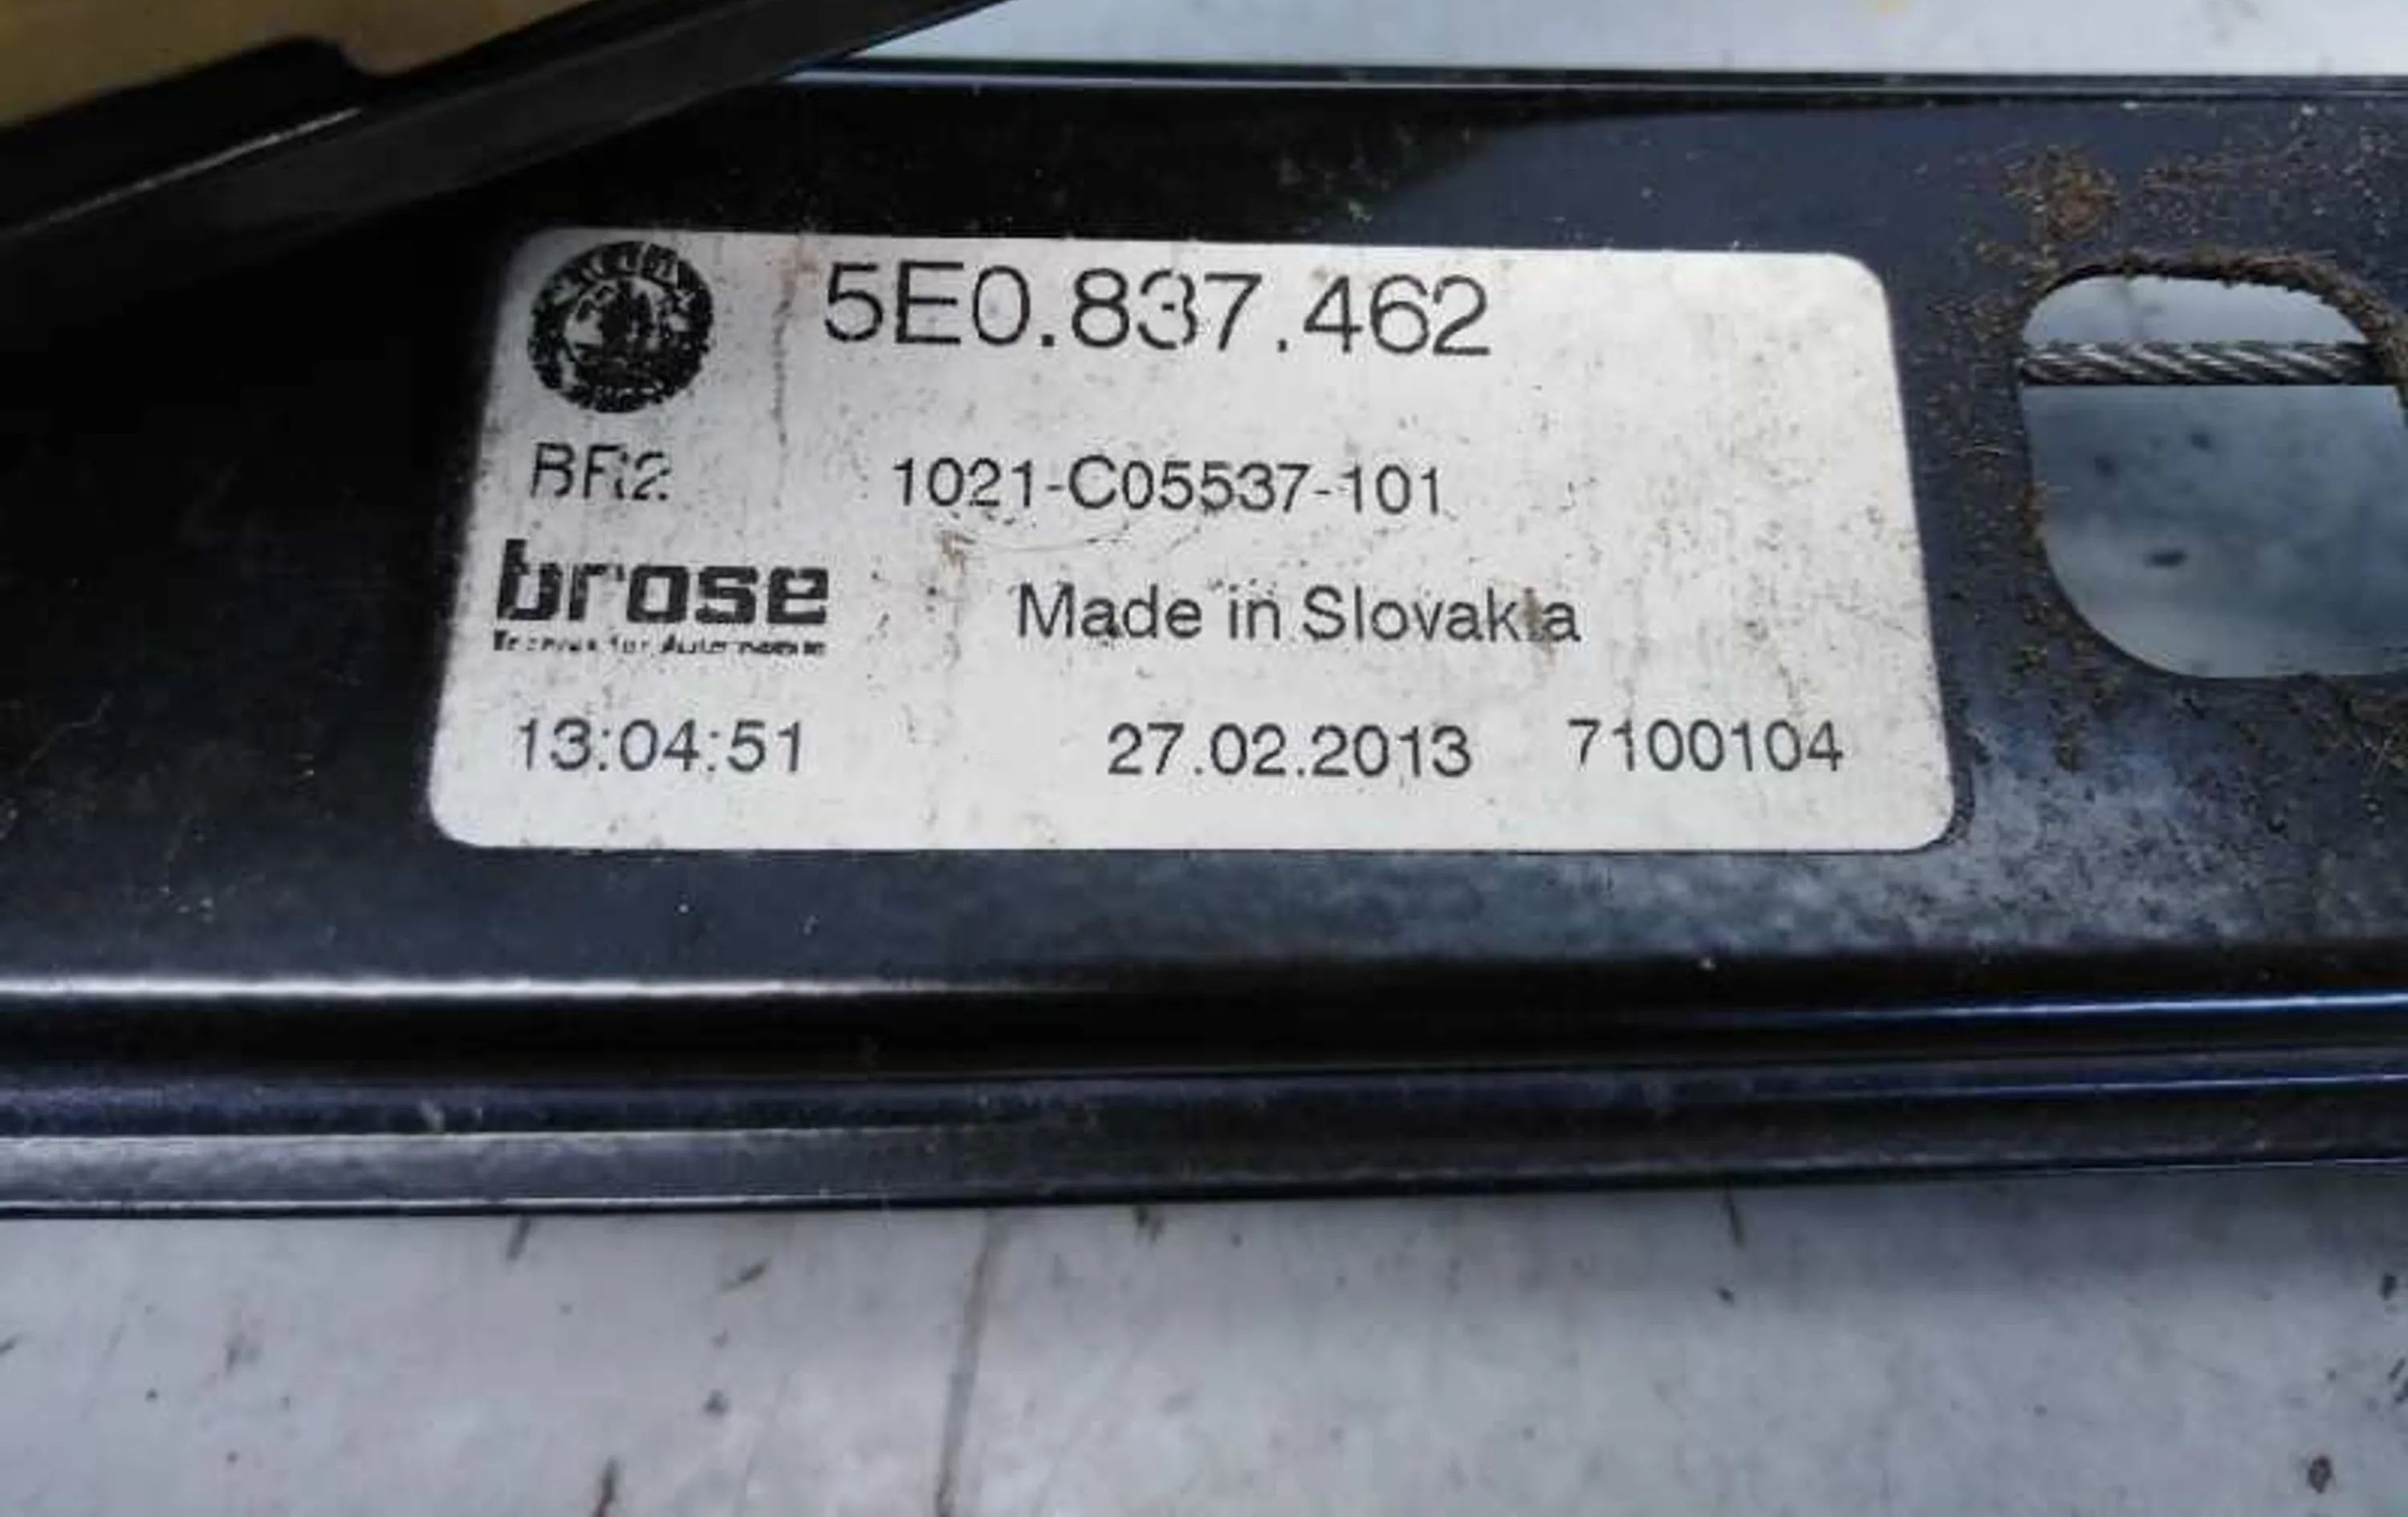 5E0.837.462
BR2 1021-C05537-101
brose
Made in Slovakia
13:04:51 27.02.2013 7100104